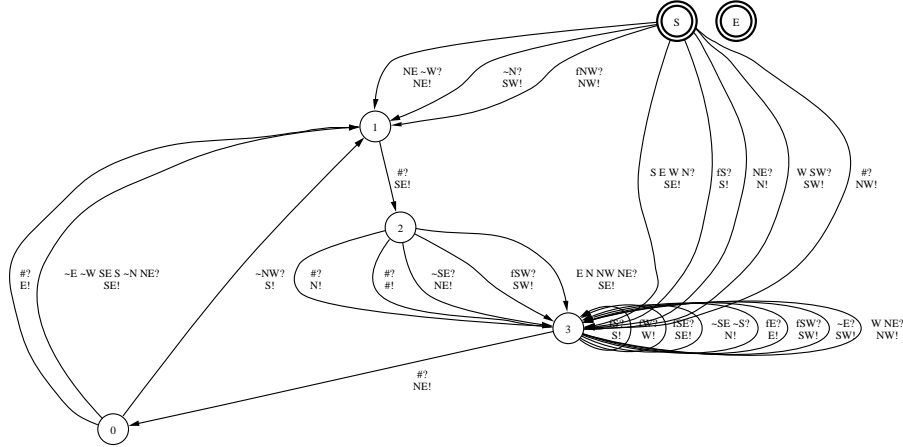 S
E
NE ~W?
NE!
~N?
SW!
fNW?
NW!
1
S E W N?
SE!
fS?
S!
NE?
N!
W SW?
SW!
#?
NW!
#?
SE!
2
#?
E!
~E ~W SE S ~N NE?
SE!
~NW?
S!
#?
N!
#?
#!
~SE?
NE!
fSW?
SW!
E N NW NE?
SE!
3
fS?
S!
fW?
W!
fSE?
SE!
~SE ~S?
N!
fE?
E!
fSW?
SW!
~E?
SW!
W NE?
NW!
#?
NE!
0